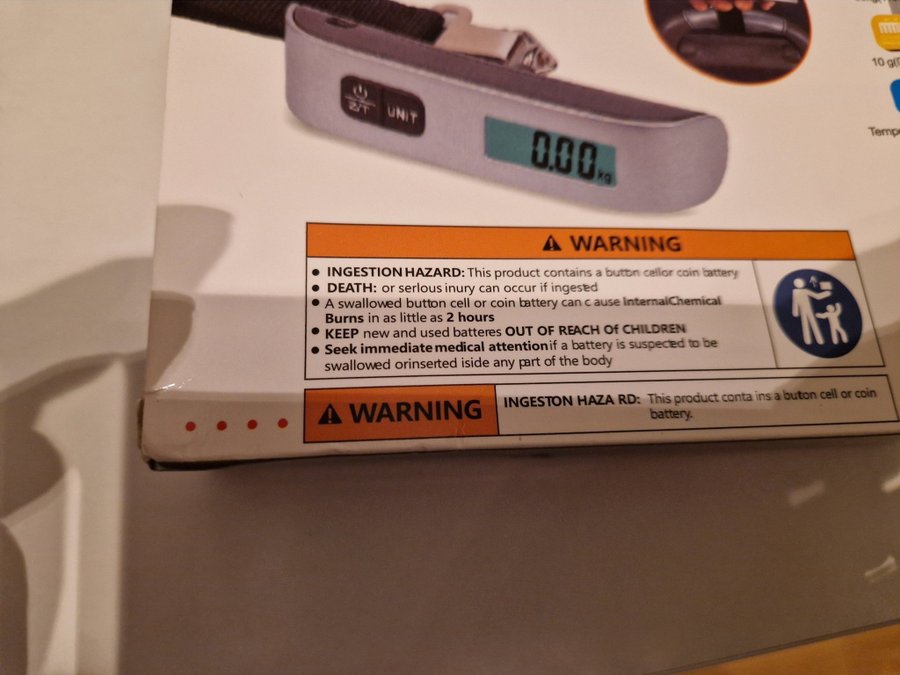 UNIT
Z/T
0.00 kg
10 g
Tempe
WARNING
• INGESTION HAZARD: This product contains a button cellor coin battery
• DEATH: or serlous inury can occur if ingested
• A swallowed button cell or coin battery can c ause InternalChemical
Burns in as little as 2 hours
• KEEP new and used batteres OUT OF REACH Of CHILDREN
• Seek immediate medical attentionif a battery is suspected to be
swallowed orinserted iside any part of the body
WARNING
INGESTON HAZA RD: This product conta ins a buton cell or coin
battery.